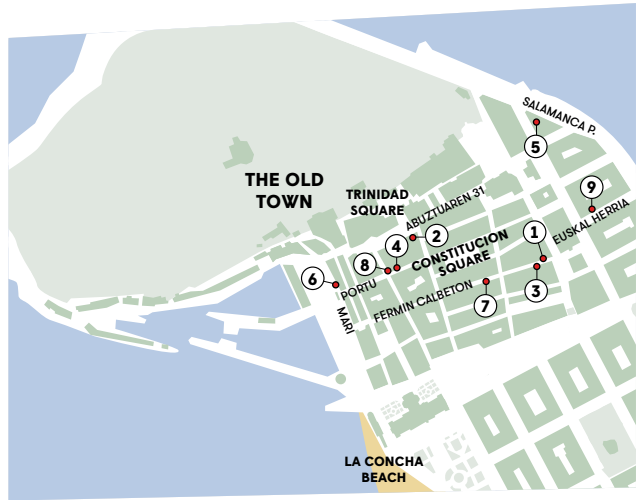 SALAMANCA P.
5
THE OLD
TOWN
TRINIDAD
SQUARE
9
ABUZTUAREN 31
EUSKAL HERRIA
1
2
4
CONSTITUCION
SQUARE
8
6
PORTU
3
FERMIN CALBETON
7
MARI
LA CONCHA
BEACH